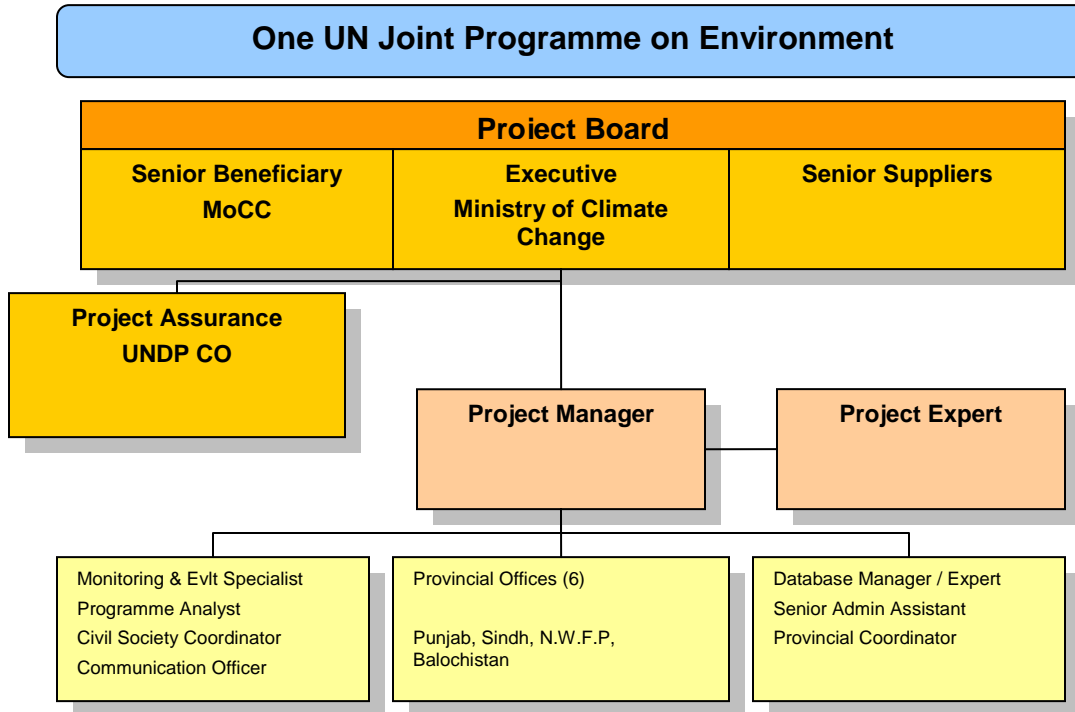 One UN Joint Programme on Environment
Project Board
Senior Beneficiary
MoCC
Executive
Ministry of Climate
Change
Senior Suppliers
Project Assurance
UNDP CO
Project Manager
Project Expert
Monitoring & Evlt Specialist
Programme Analyst
Civil Society Coordinator
Communication Officer
Provincial Offices (6)
Punjab, Sindh, N.W.F.P,
Balochistan
Database Manager / Expert
Senior Admin Assistant
Provincial Coordinator